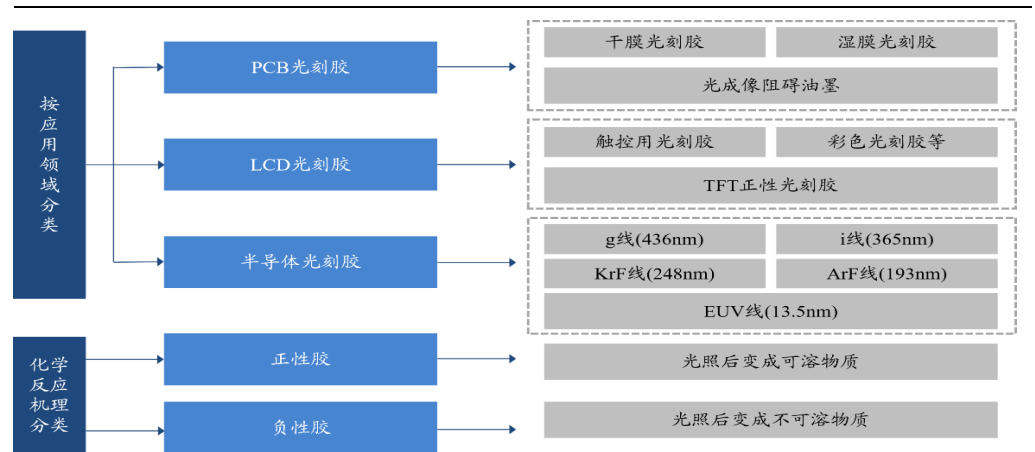 按应用领域分类
PCB光刻胶
干膜光刻胶
湿膜光刻胶
光成像阻碍油墨
LCD光刻胶
触控用光刻胶
彩色光刻胶等
TFT正性光刻胶
半导体光刻胶
g线(436nm)
i线(365nm)
KrF线(248nm)
ArF线(193nm)
EUV线(13.5nm)
化学
反应
机理
分类
正性胶
光照后变成可溶物质
负性胶
光照后变成不可溶物质